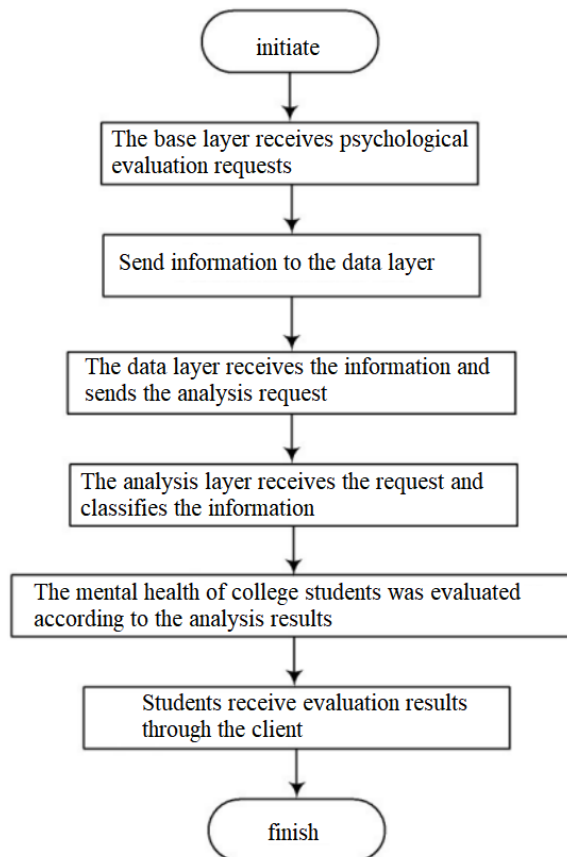 initiate
The base layer receives psychological
evaluation requests
Send information to the data layer
The data layer receives the information and
sends the analysis request
The analysis layer receives the request and
classifies the information
The mental health of college students was evaluated
according to the analysis results
Students receive evaluation results
through the client
finish